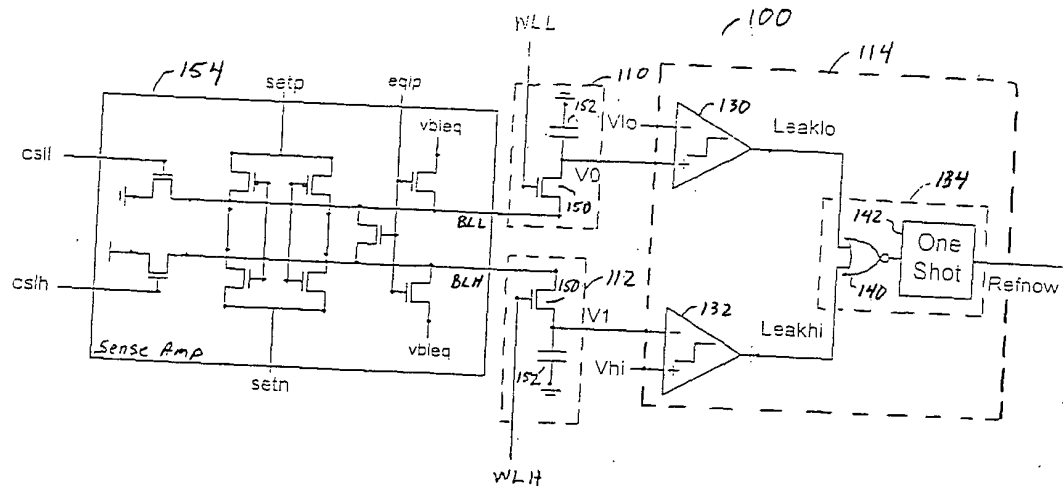 WLL
100
154
114
110
setp
eqip
130
152
vbleq
Vlo
Leaklo
csll
V0
150
134
142
One
Shot
BLL
Refnow
150
112
132
140
cslh
BLH
V1
Leakhi
Sense Amp
vbleq
152
Vhi
setn
WLH